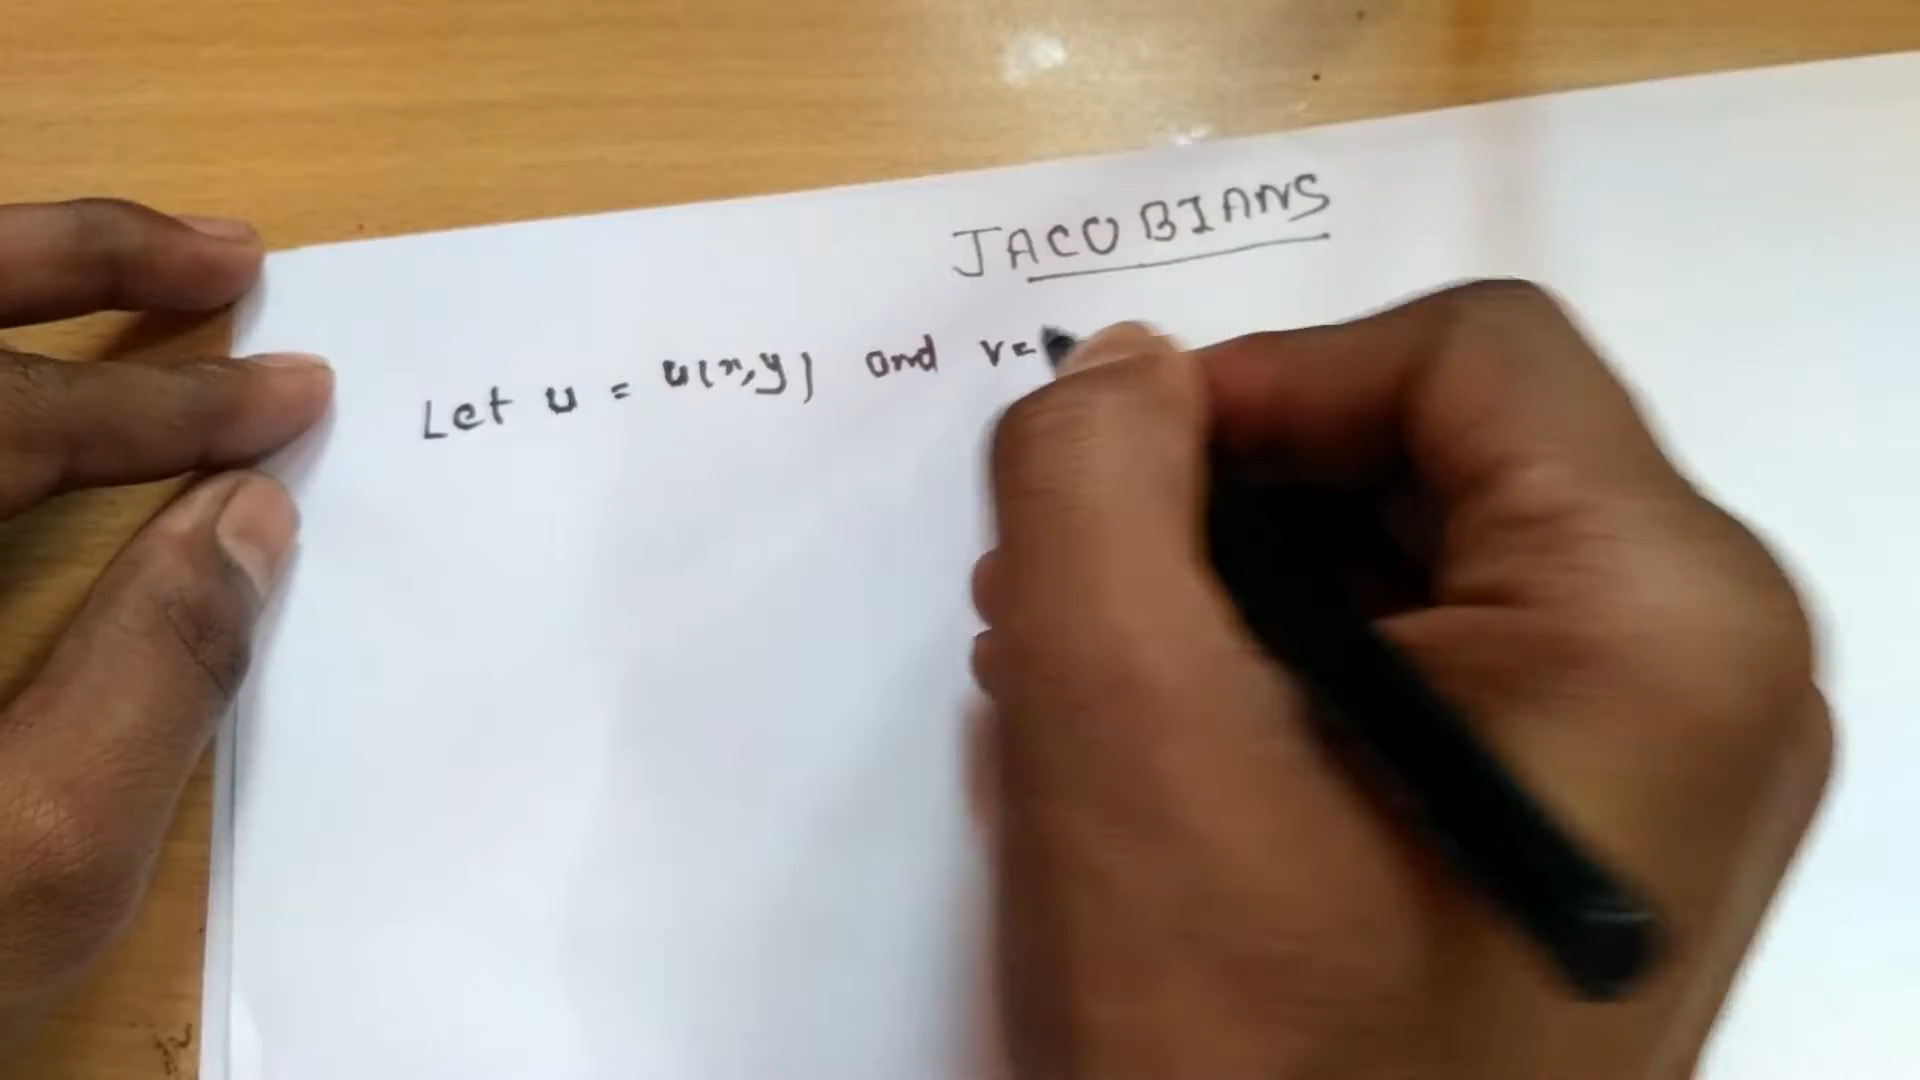 JACOBIANS
Let u = u(x,y) and v=